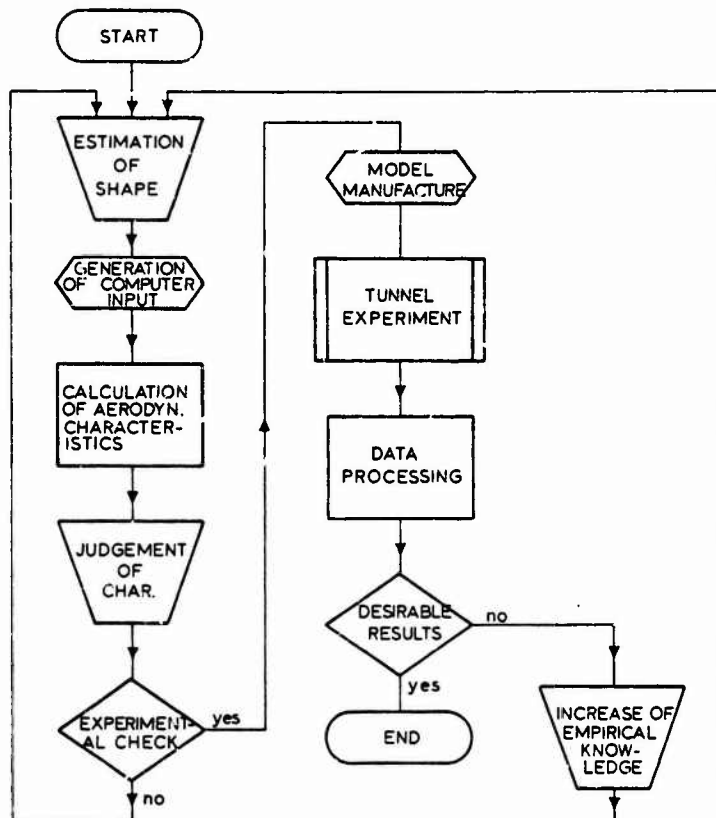 START
ESTIMATION
OF
SHAPE
GENERATION
OF COMPUTER
INPUT
CALCULATION
OF AERODYN.
CHARACTER-
ISTICS
JUDGEMENT
OF
CHAR.
EXPERIMENT-
AL CHECK
yes
no
MODEL
MANUFACTURE
TUNNEL
EXPERIMENT
DATA
PROCESSING
DESIRABLE
RESULTS
no
yes
END
INCREASE OF
EMPIRICAL
KNOW-
LEDGE